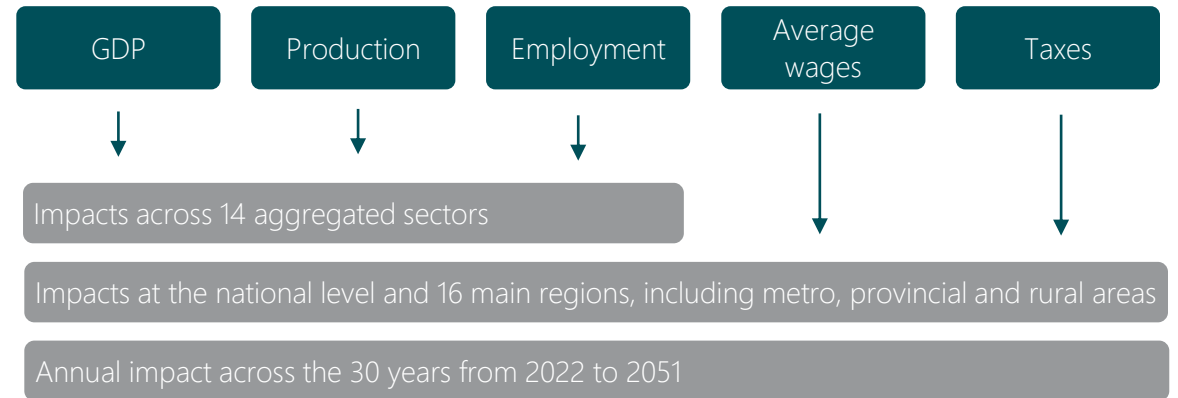 GDP
Production
Employment
Average
wages
Taxes
Impacts across 14 aggregated sectors
Impacts at the national level and 16 main regions, including metro, provincial and rural areas
Annual impact across the 30 years from 2022 to 2051